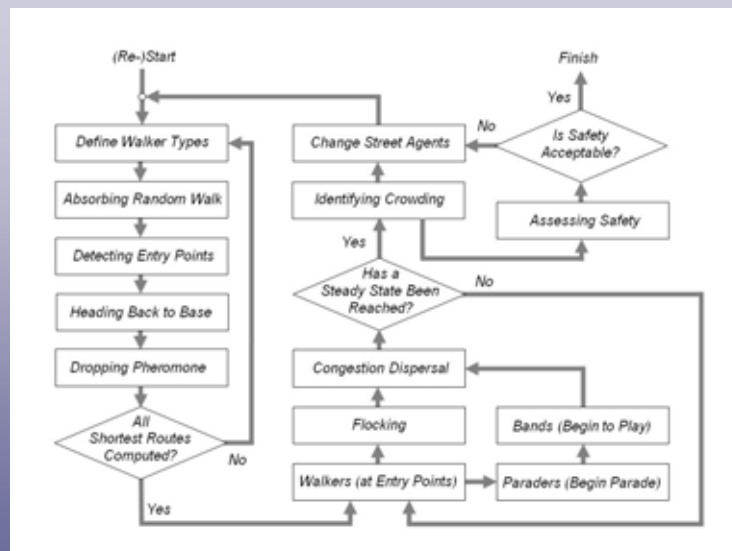 (Re-)Start
Define Walker Types
Absorbing Random Walk
Detecting Entry Points
Heading Back to Base
Dropping Pheromone
All
Shortest Routes
Computed?
No
Yes
Finish
Yes
No
Is Safety
Acceptable?
Change Street Agents
Identifying Crowding
Assessing Safety
Yes
Has a
Steady State Been
Reached?
No
Congestion Dispersal
Flocking
Bands (Begin to Play)
Walkers (at Entry Points)
Paraders (Begin Parade)